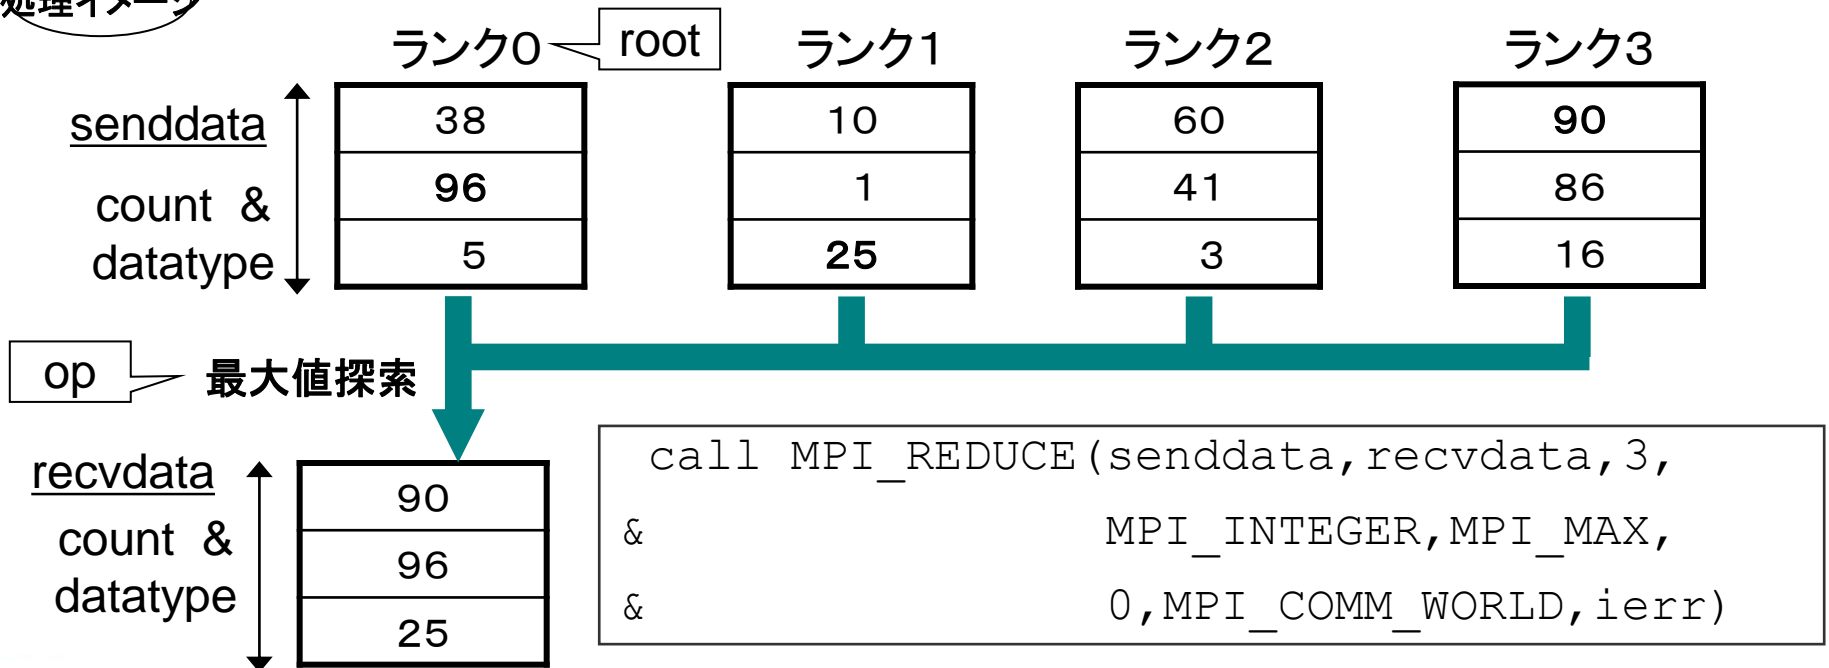 処理イメージ
ランク0 root ランク1 ランク2 ランク3
senddata 38 10 60 90
count & 96 1 41 86
datatype 5 25 3 16
op 最大値探索
recvdata 90
count & 96
datatype 25
call MPI_REDUCE(senddata,recvdata,3,
& MPI_INTEGER,MPI_MAX,
& 0,MPI_COMM_WORLD,ierr)